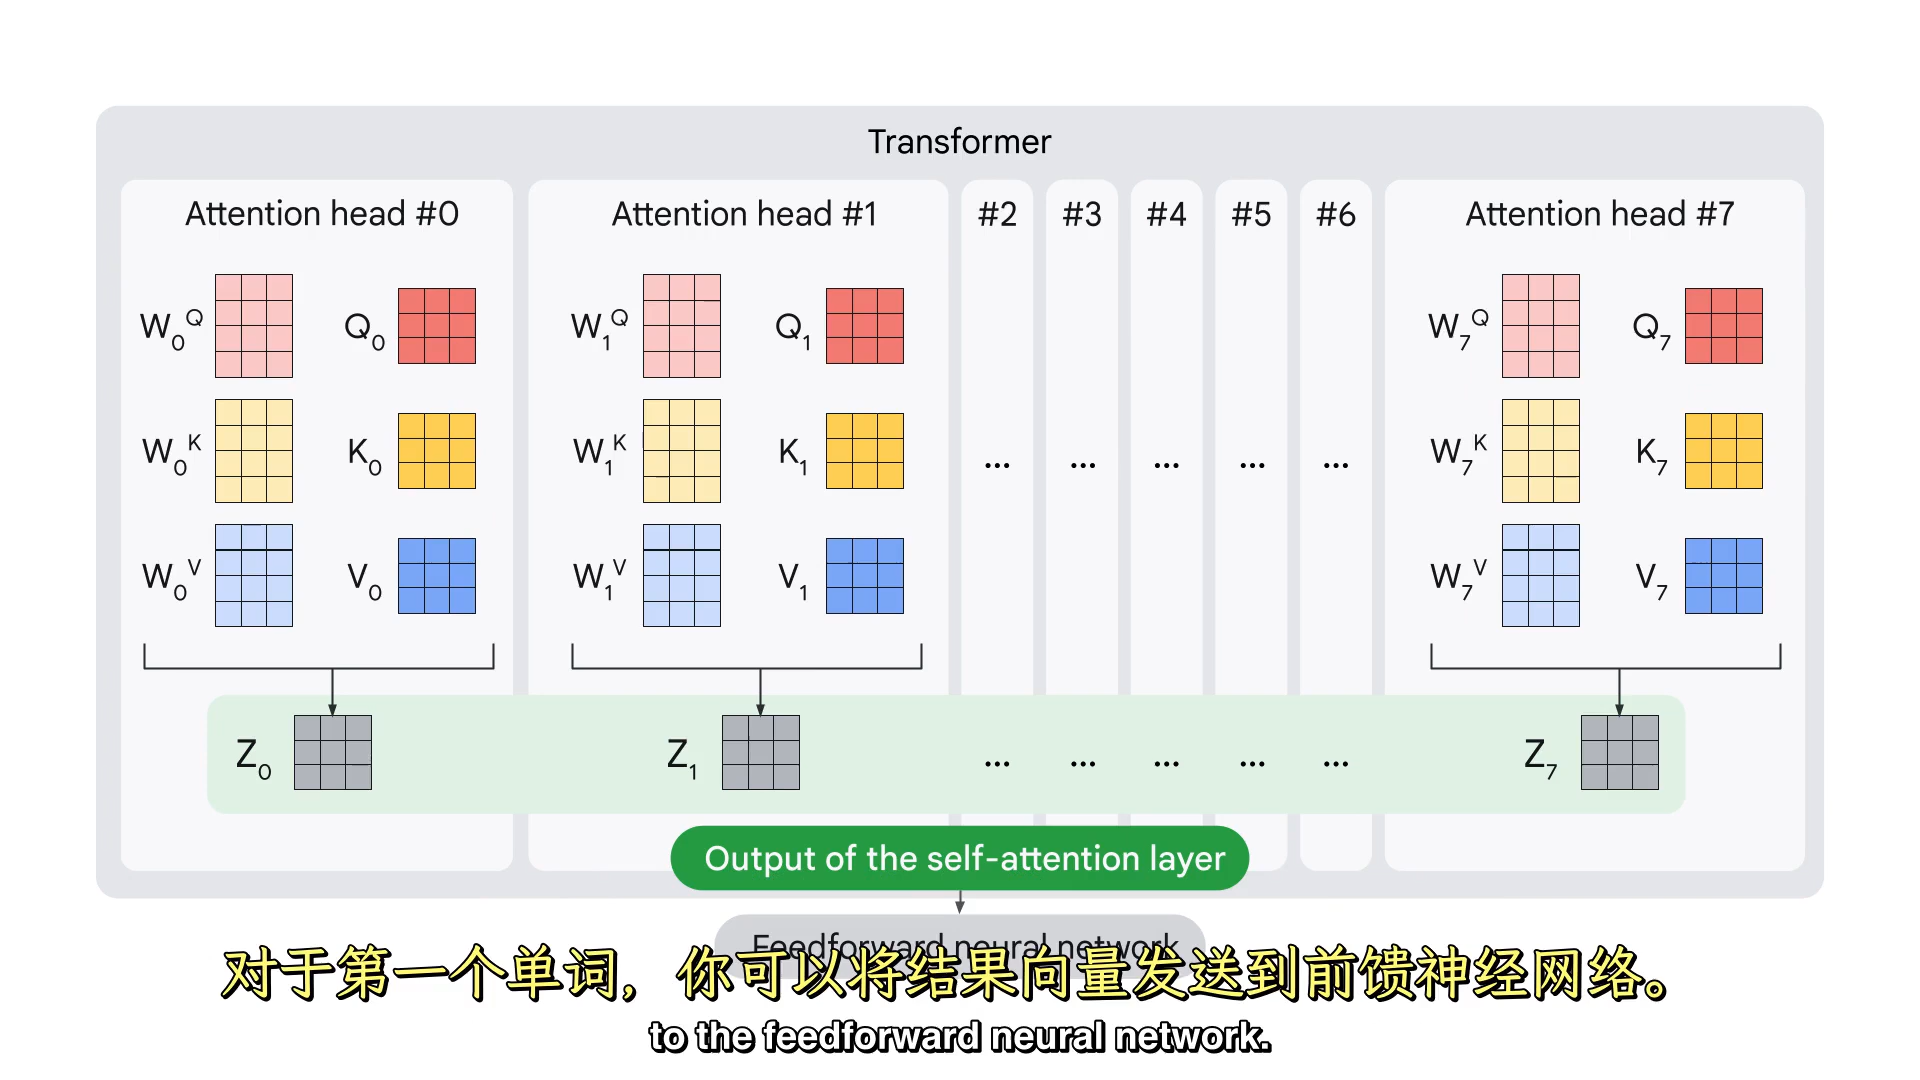 Transformer
Attention head #0
Attention head #1
#2
#3
#4
#5
#6
Attention head #7
W0Q
Q0
W1Q
Q1
W7Q
Q7
W0K
K0
W1K
K1
...
...
...
...
...
W7K
K7
W0V
V0
W1V
V1
W7V
V7
Z0
Z1
...
...
...
...
...
Z7
Output of the self-attention layer
Feedforward neural network
对于第一个单词，你可以将结果向量发送到前馈神经网络。
to the feedforward neural network.